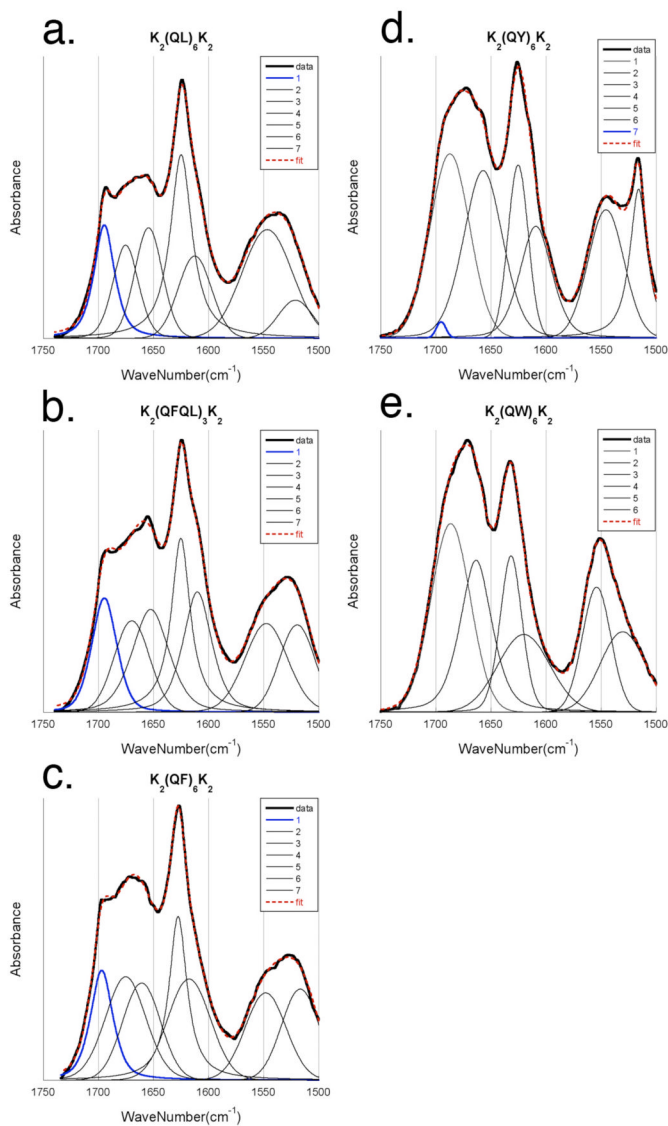 a.
K2(QL)6K2
data
1
2
3
4
5
6
7
fit
Absorbance
1750 1700 1650 1600 1550 1500
WaveNumber(cm-1)
b.
K2(QFQL)3K2
data
1
2
3
4
5
6
7
fit
Absorbance
1750 1700 1650 1600 1550 1500
WaveNumber(cm-1)
c.
K2(QF)6K2
data
1
2
3
4
5
6
7
fit
Absorbance
1750 1700 1650 1600 1550 1500
WaveNumber(cm-1)
d.
K2(QY)6K2
data
1
2
3
4
5
6
7
fit
Absorbance
1750 1700 1650 1600 1550 1500
WaveNumber(cm-1)
e.
K2(QW)6K2
data
1
2
3
4
5
6
fit
Absorbance
1750 1700 1650 1600 1550 1500
WaveNumber(cm-1)